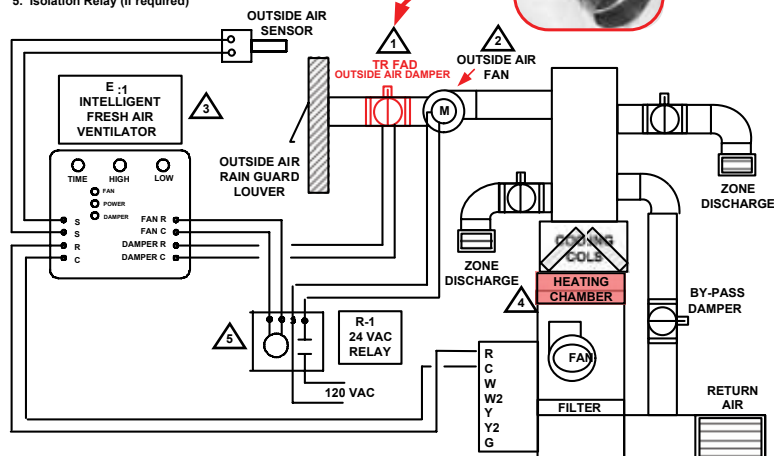 5. Isolation Relay (if required)
OUTSIDE AIR
SENSOR
1
TR FAD
OUTSIDE AIR DAMPER
2
OUTSIDE AIR
FAN
E :1
INTELLIGENT
FRESH AIR
VENTILATOR
3
M
OUTSIDE AIR
RAIN GUARD
LOUVER
TIME
HIGH
LOW
FAN
POWER
DAMPER
S
S
R
C
FAN R
FAN C
DAMPER R
DAMPER C
ZONE
DISCHARGE
ZONE
DISCHARGE
COOLING
COLS
HEATING
CHAMBER
4
BY-PASS
DAMPER
5
R-1
24 VAC
RELAY
120 VAC
R
C
W
W2
Y
Y2
G
FAN
FILTER
RETURN
AIR